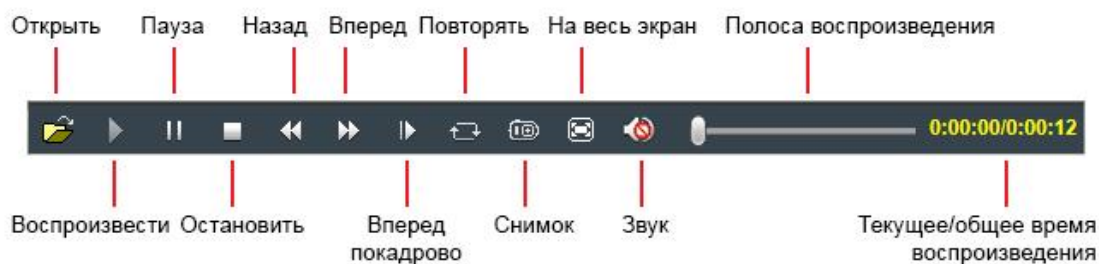 Открыть Пауза Назад Вперед Повторять На весь экран Полоса воспроизведения
0:00:00/0:00:12
Воспроизвести Остановить Вперед покадрово Снимок Звук Текущее/общее время воспроизведения